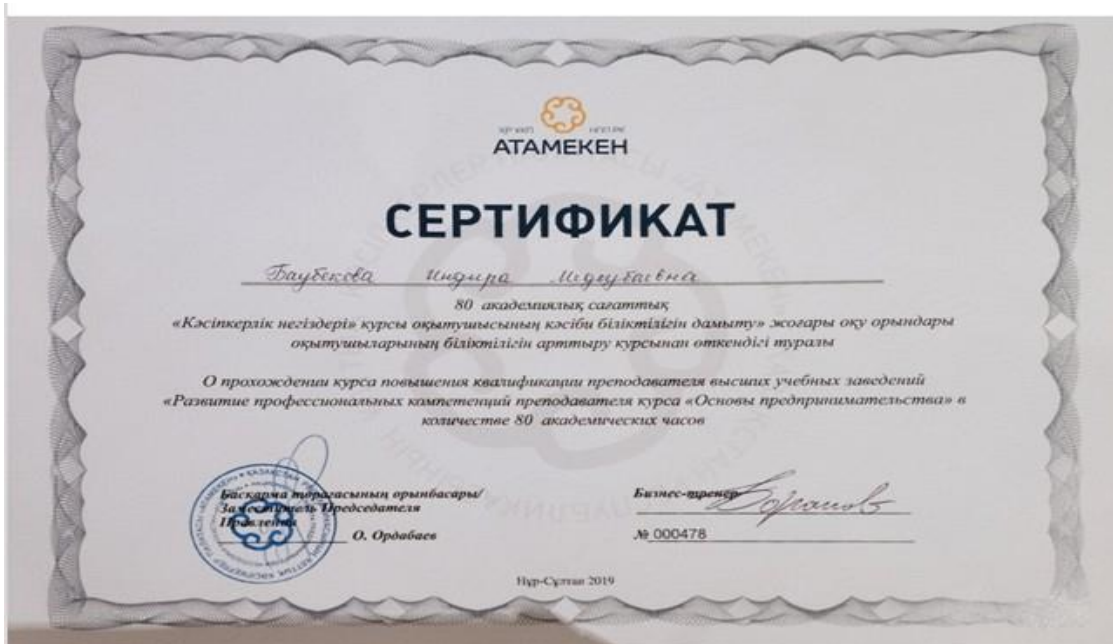 АТАМЕКЕН
СЕРТИФИКАТ
Баубекова Индира
80 академиялық сағаттық
«Кәсіпкерлік негіздері» курсы оқытушысының кәсіби біліктілігін дамыту» жоғары оқу орындары
оқытушыларының біліктілігін арттыру курсынан өткендігі туралы
О прохождении курса повышения квалификации преподавателя высших учебных заведений
«Развитие профессиональных компетенций преподавателя курса «Основы предпринимательства» в
количестве 80 академических часов
Басқарма төрағасының орынбасары/
Заместитель Председателя
Правления
О. Ордабаев
Бизнес-тренер
№ 000478
Нұр-Сұлтан 2019